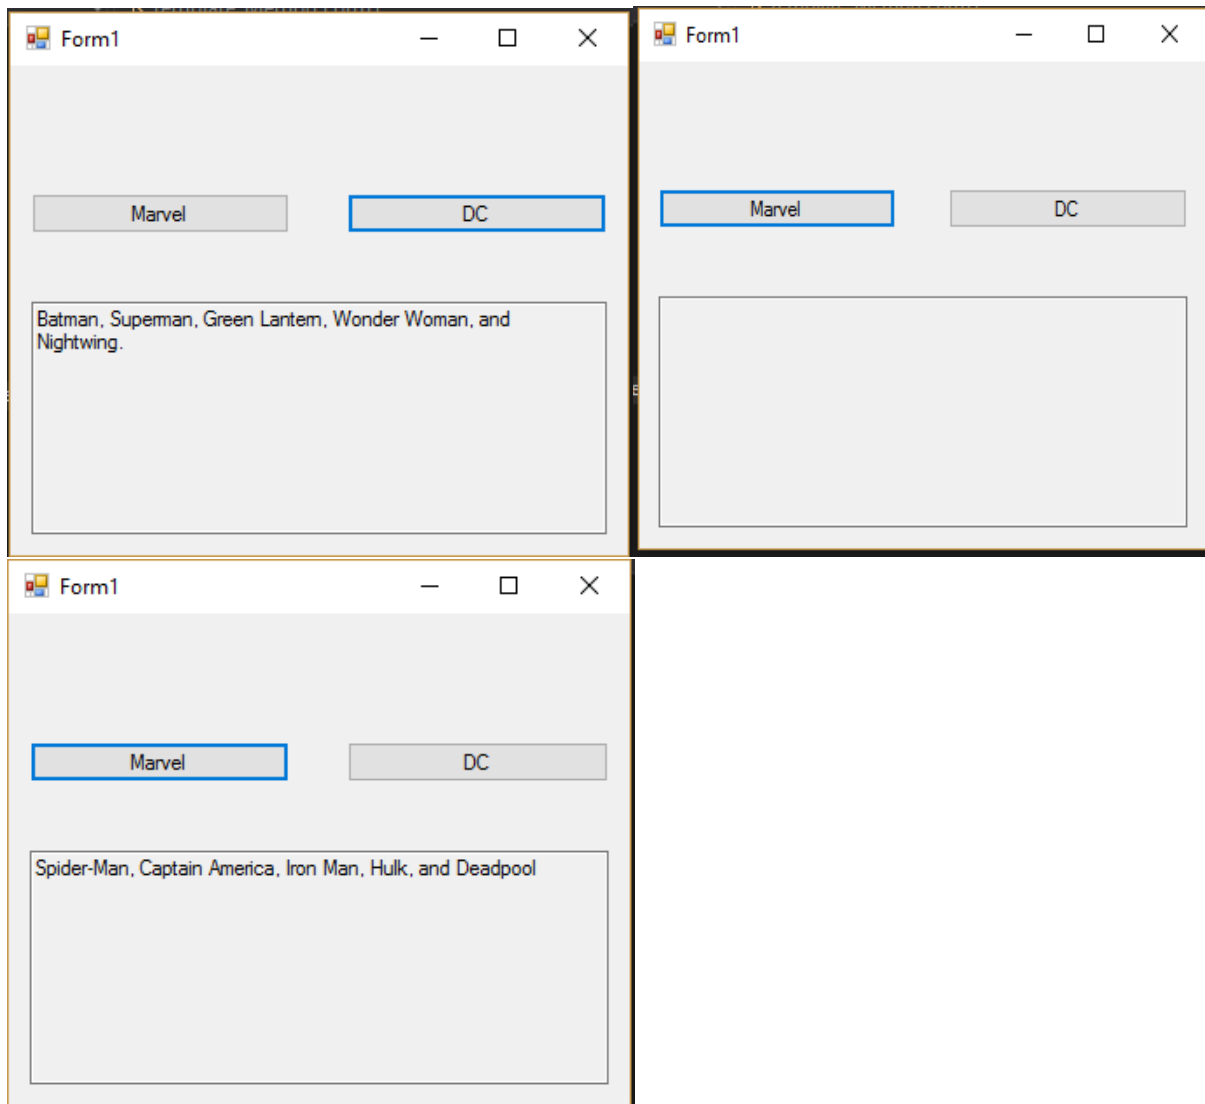 Form1
Marvel
DC
Batman, Superman, Green Lantern, Wonder Woman, and
Nightwing.
Form1
Marvel
DC
Form1
Marvel
DC
Spider-Man, Captain America, Iron Man, Hulk, and Deadpool